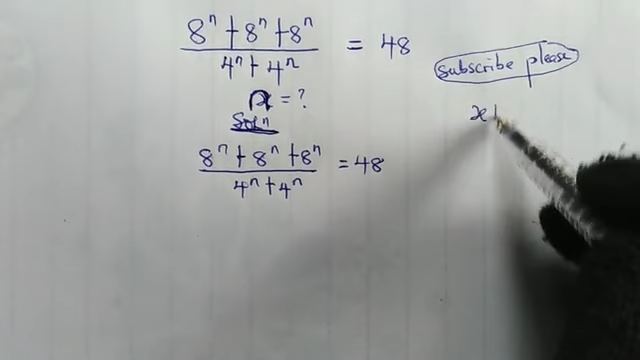 8ⁿ + 8ⁿ + 8ⁿ / 4ⁿ + 4ⁿ = 48
subscribe please
n = ?
Solⁿ
x
8ⁿ + 8ⁿ + 8ⁿ / 4ⁿ + 4ⁿ = 48